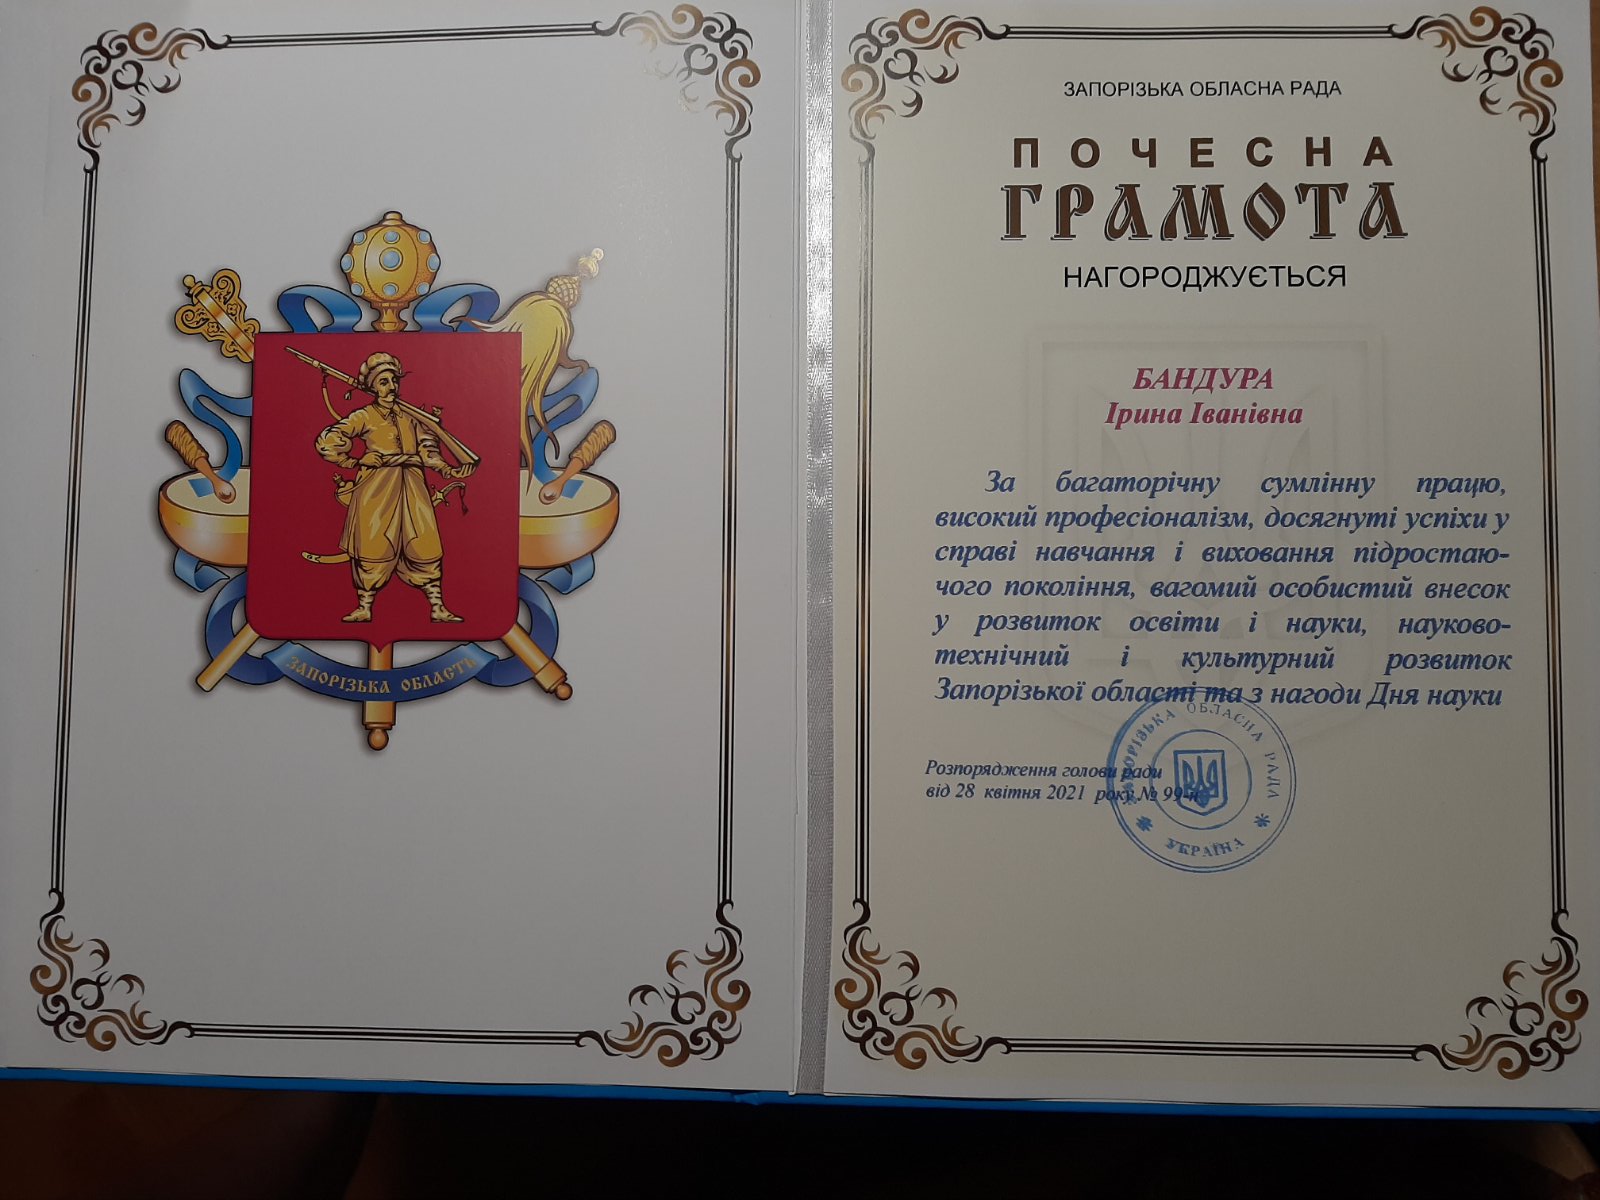 ЗАПОРІЗЬКА ОБЛАСТЬ
ЗАПОРІЗЬКА ОБЛАСНА РАДА
ПОЧЕСНА
ГРАМОТА
НАГОРОДЖУЄТЬСЯ
БАНДУРА
Ірина Іванівна
За багаторічну сумлінну працю,
високий професіоналізм, досягнуті успіхи у
справі навчання і виховання підростаю-
чого покоління, вагомий особистий внесок
у розвиток освіти і науки, науково-
технічний і культурний розвиток
Запорізької області та з нагоди Дня науки
Розпорядження голови ради
від 28 квітня 2021 року № 99-н
ЗАПОРІЗЬКА ОБЛАСНА РАДА
* УКРАЇНА *